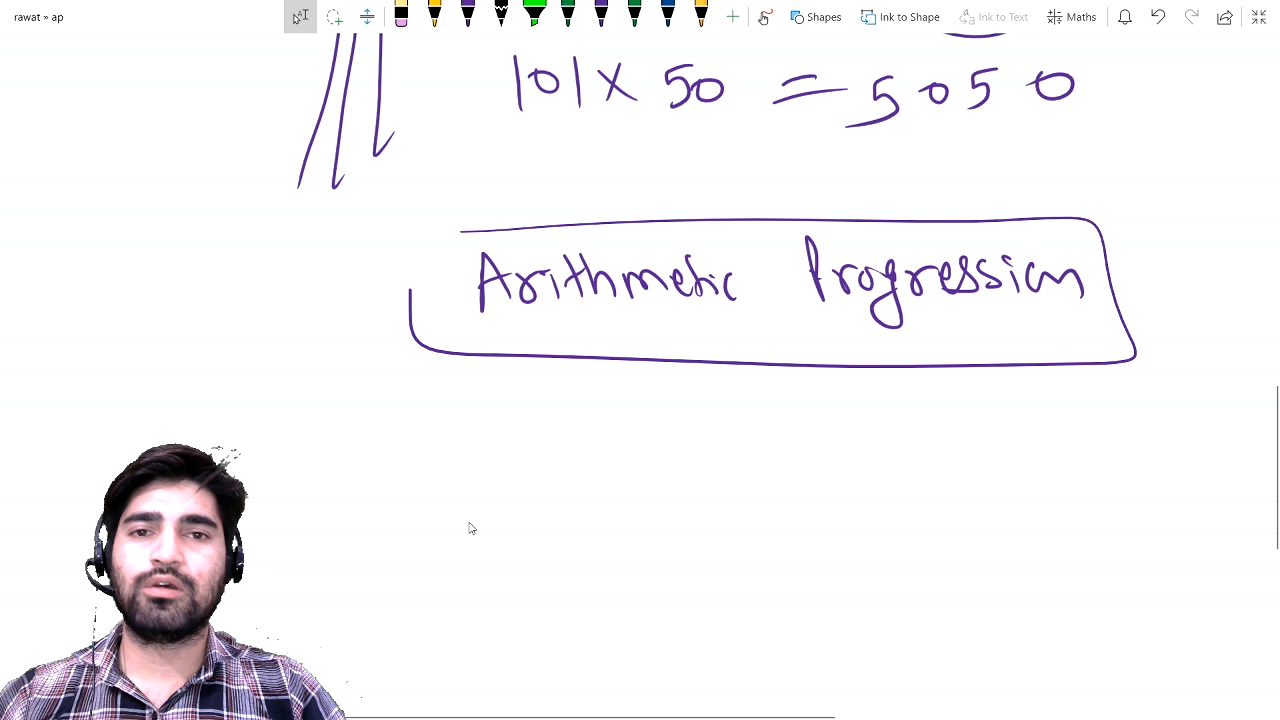 rawat » ap
Shapes
Ink to Shape
Ink to Text
Maths
101 X 50 = 5050
Arithmetic Progression